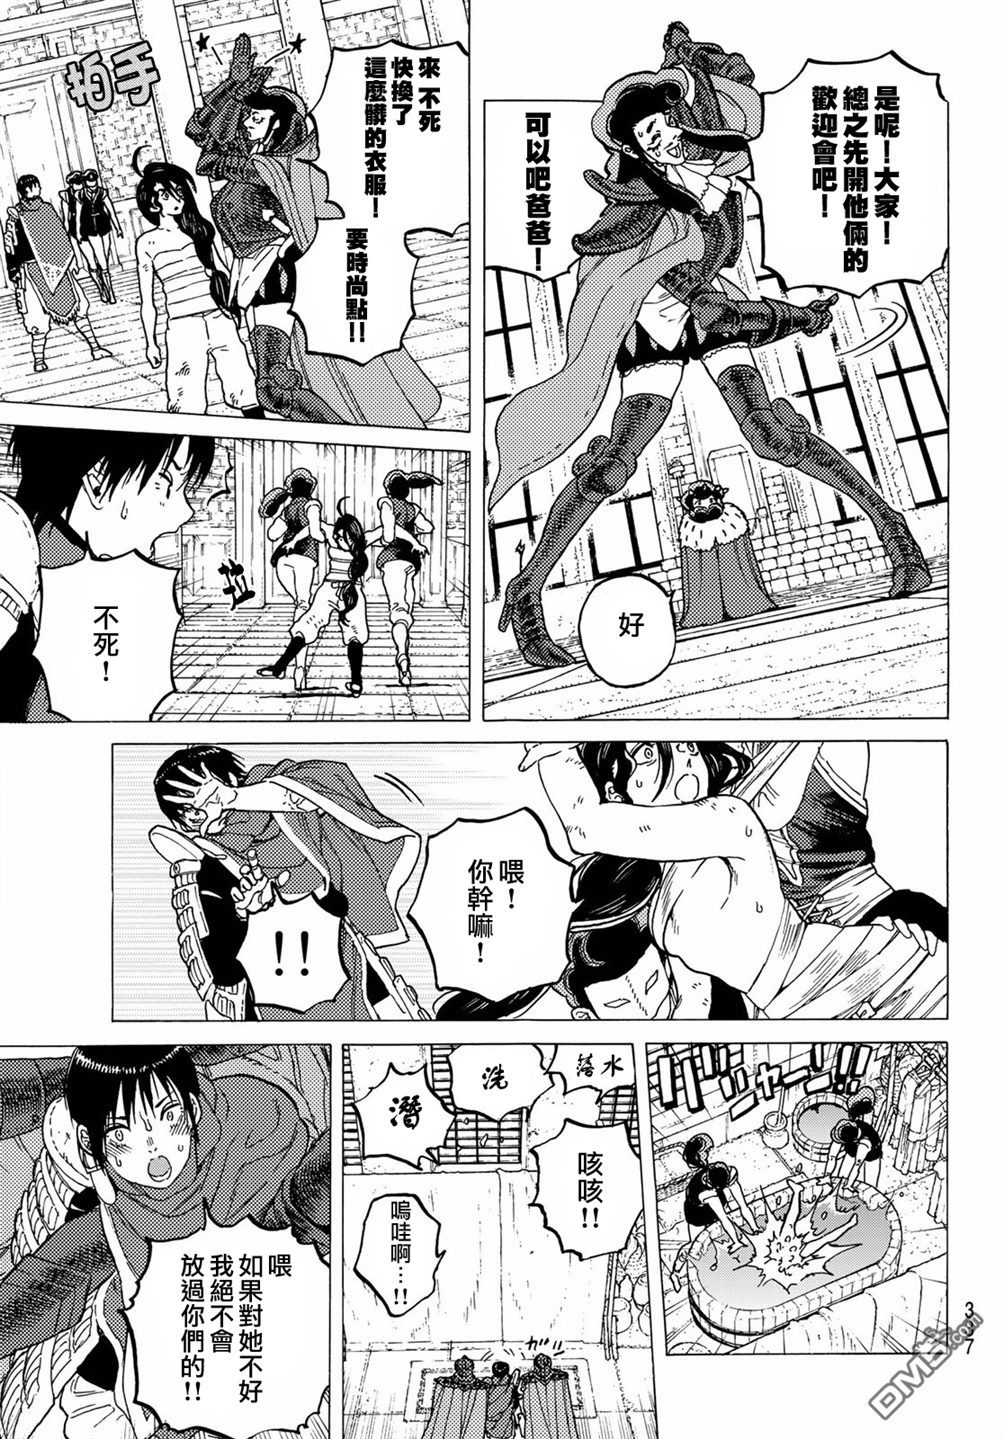 是呢！大家！
總之先開他倆的
歡迎會吧！
可以吧爸爸！
好
拍手
來 不死
快換了
這麼髒的衣服！
要時尚點!!
不死！
喂！
你幹嘛！
!!
落水
洗
潛
咳咳!!
嗚哇啊…!!
喂
如果對她不好
我絕不會
放過你們的!!
337
DM5.com